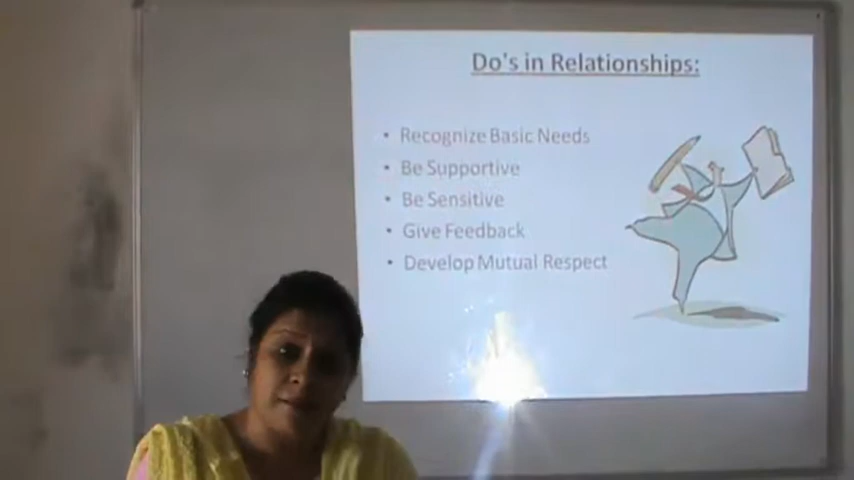 Do's in Relationships:
• Recognize Basic Needs
• Be Supportive
• Be Sensitive
• Give Feedback
• Develop Mutual Respect